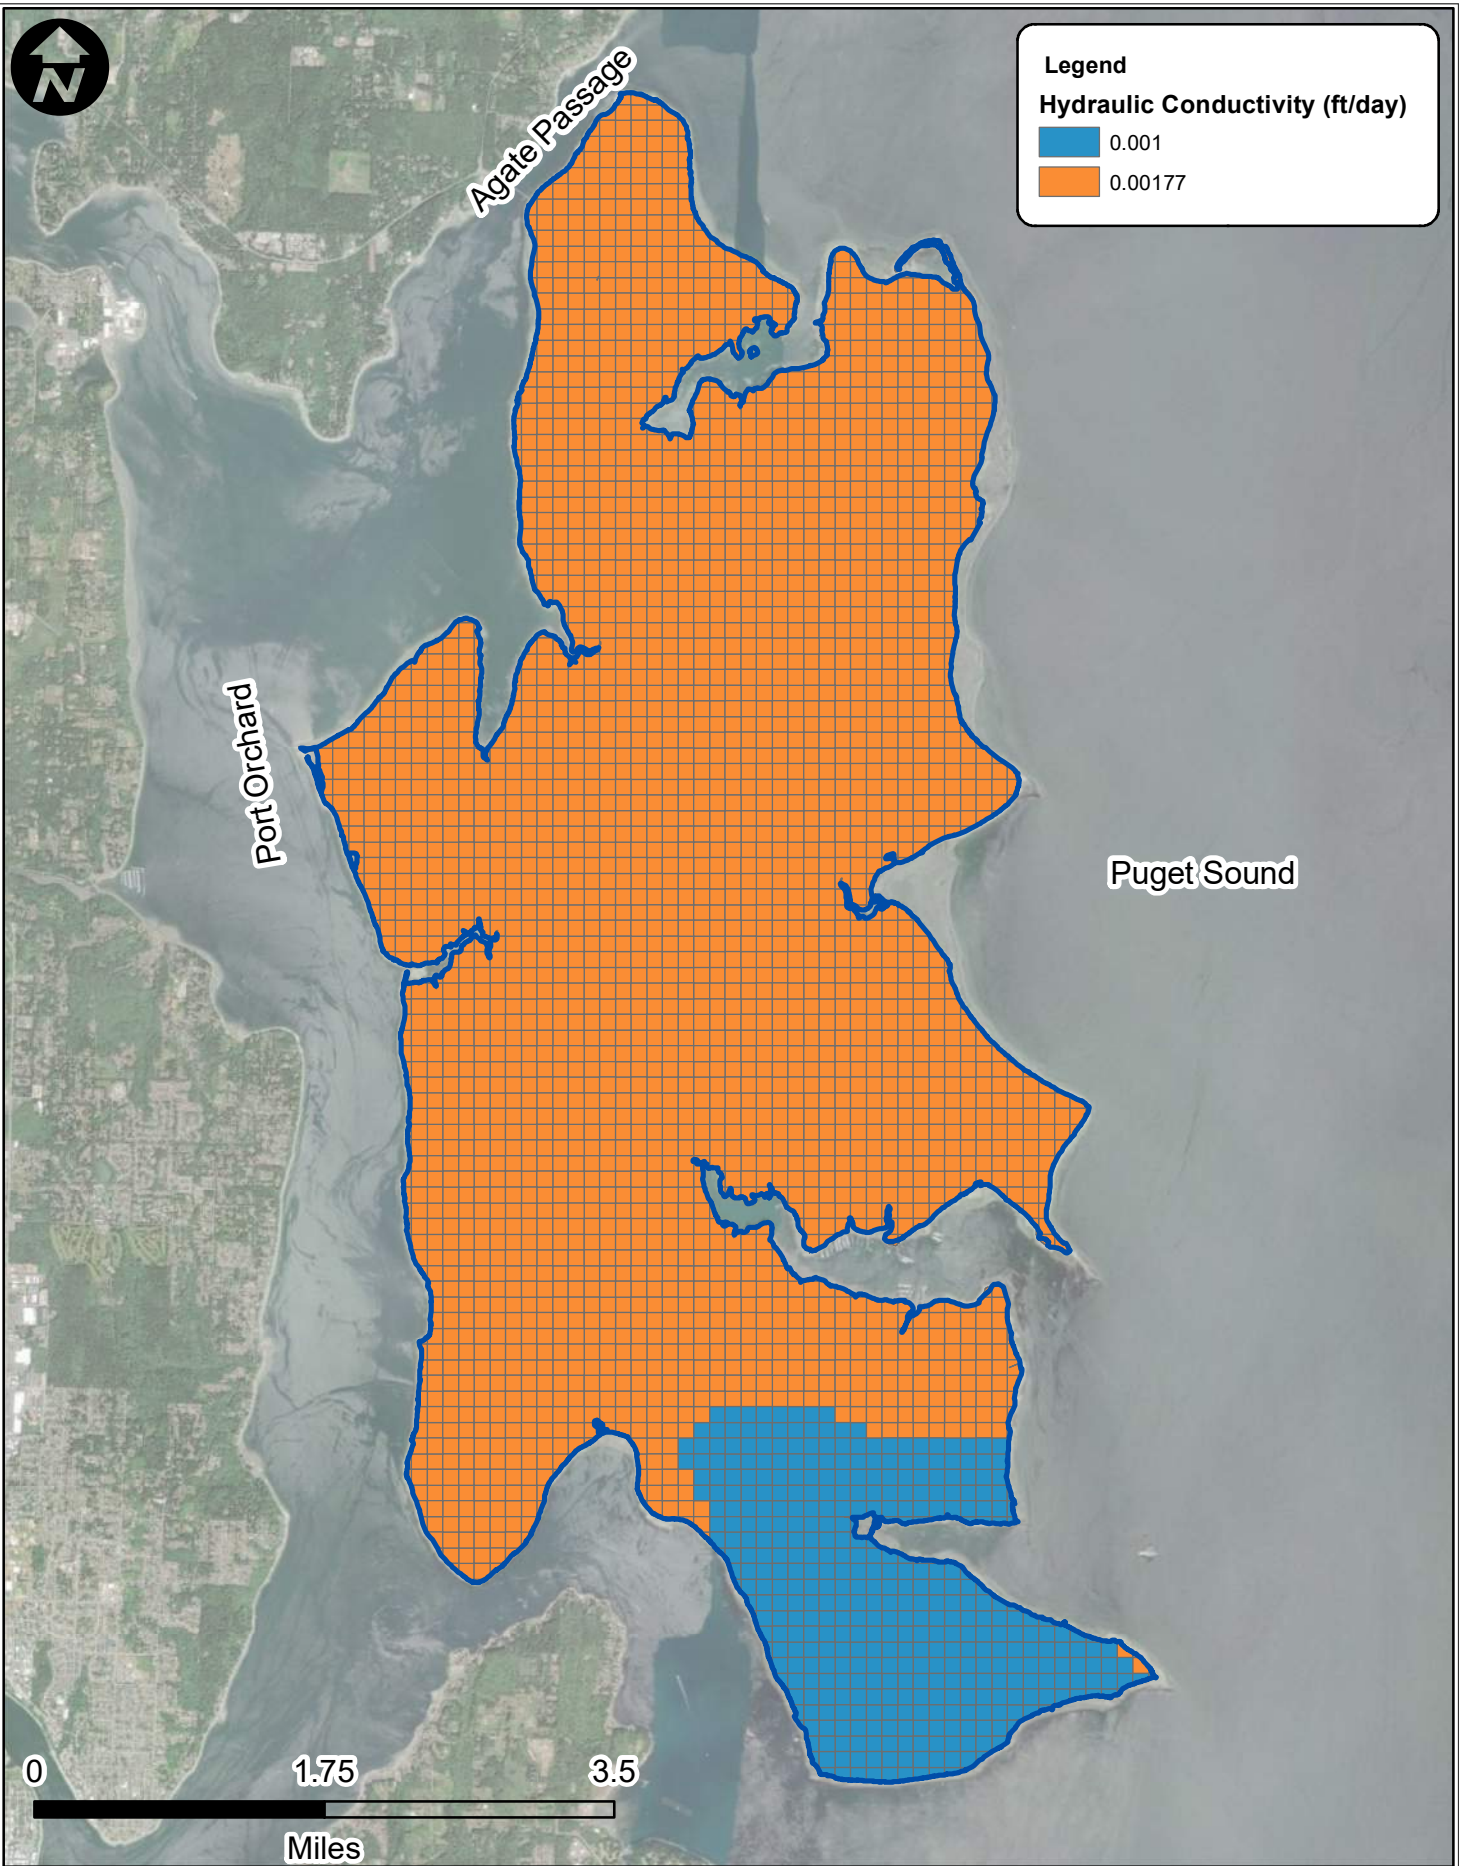 N
Agate Passage
Legend
Hydraulic Conductivity (ft/day)
0.001
0.00177
Port Orchard
Puget Sound
0 1.75 3.5
Miles